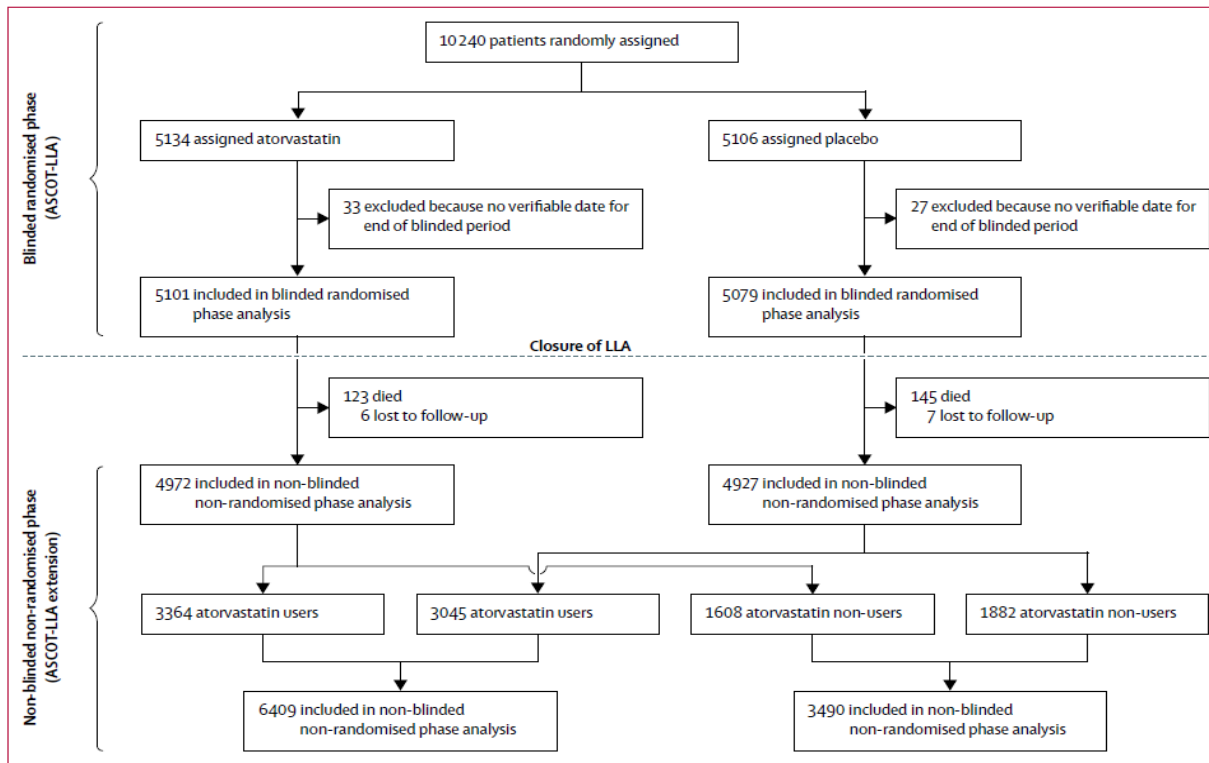 Blinded randomised phase
(ASCOT-LLA)
10 240 patients randomly assigned
5134 assigned atorvastatin
5106 assigned placebo
33 excluded because no verifiable date for
end of blinded period
27 excluded because no verifiable date for
end of blinded period
5101 included in blinded randomised
phase analysis
5079 included in blinded randomised
phase analysis
Closure of LLA
123 died
6 lost to follow-up
145 died
7 lost to follow-up
Non-blinded non-randomised phase
(ASCOT-LLA extension)
4972 included in non-blinded
non-randomised phase analysis
4927 included in non-blinded
non-randomised phase analysis
3364 atorvastatin users
3045 atorvastatin users
1608 atorvastatin non-users
1882 atorvastatin non-users
6409 included in non-blinded
non-randomised phase analysis
3490 included in non-blinded
non-randomised phase analysis